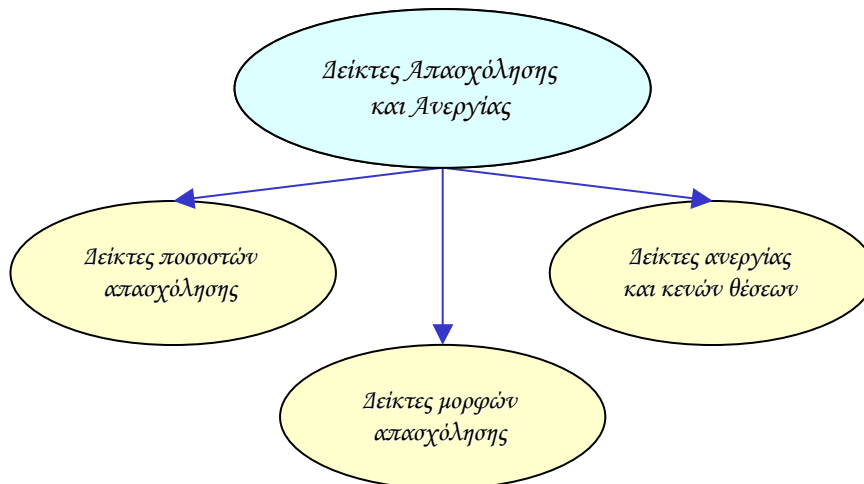 Δείκτες Απασχόλησης
και Ανεργίας
Δείκτες ποσοστών
απασχόλησης
Δείκτες ανεργίας
και κενών θέσεων
Δείκτες μορφών
απασχόλησης